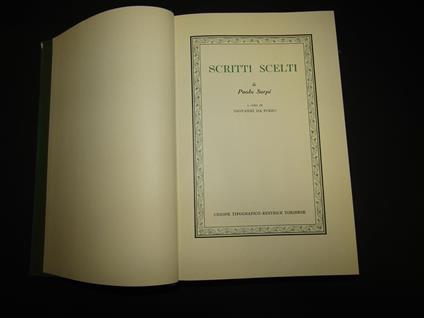 SCRITTI SCELTI
di
Paolo Sarpi
A CURA DI
GIOVANNI DA POZZO
UNIONE TIPOGRAFICO-EDITRICE TORINESE